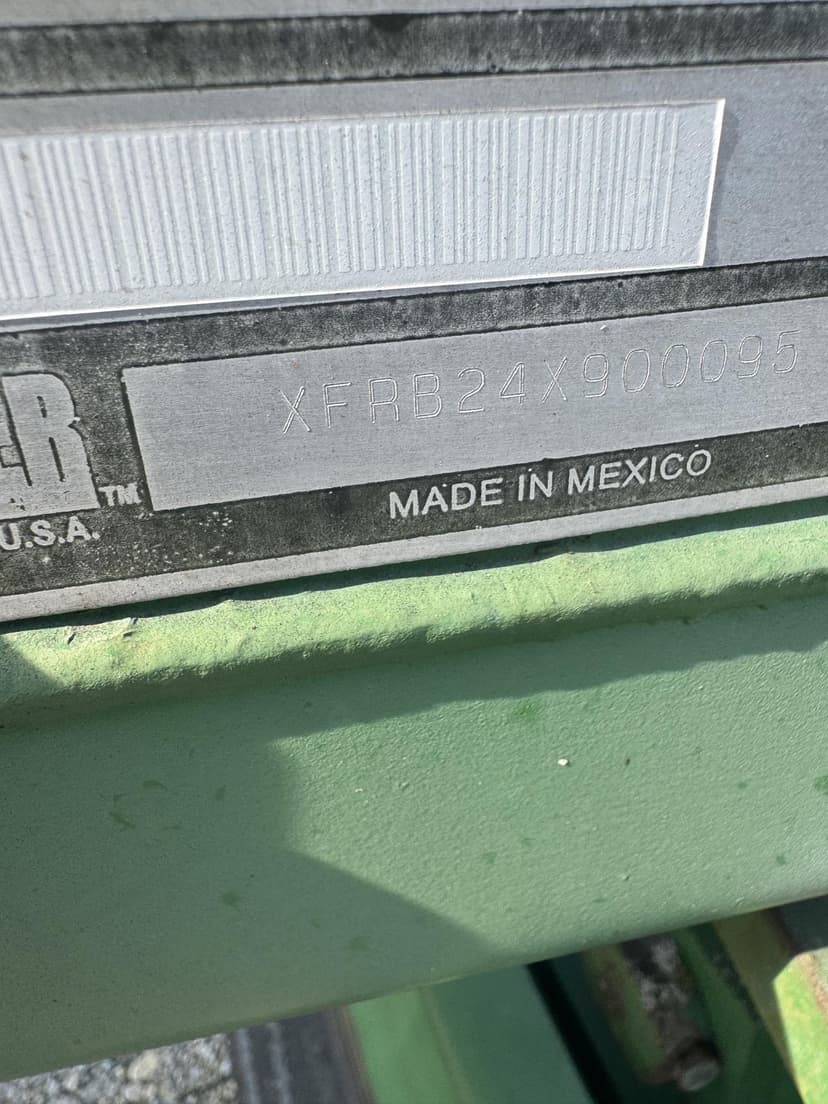 XFRB24X900095
TM
U.S.A.
MADE IN MEXICO